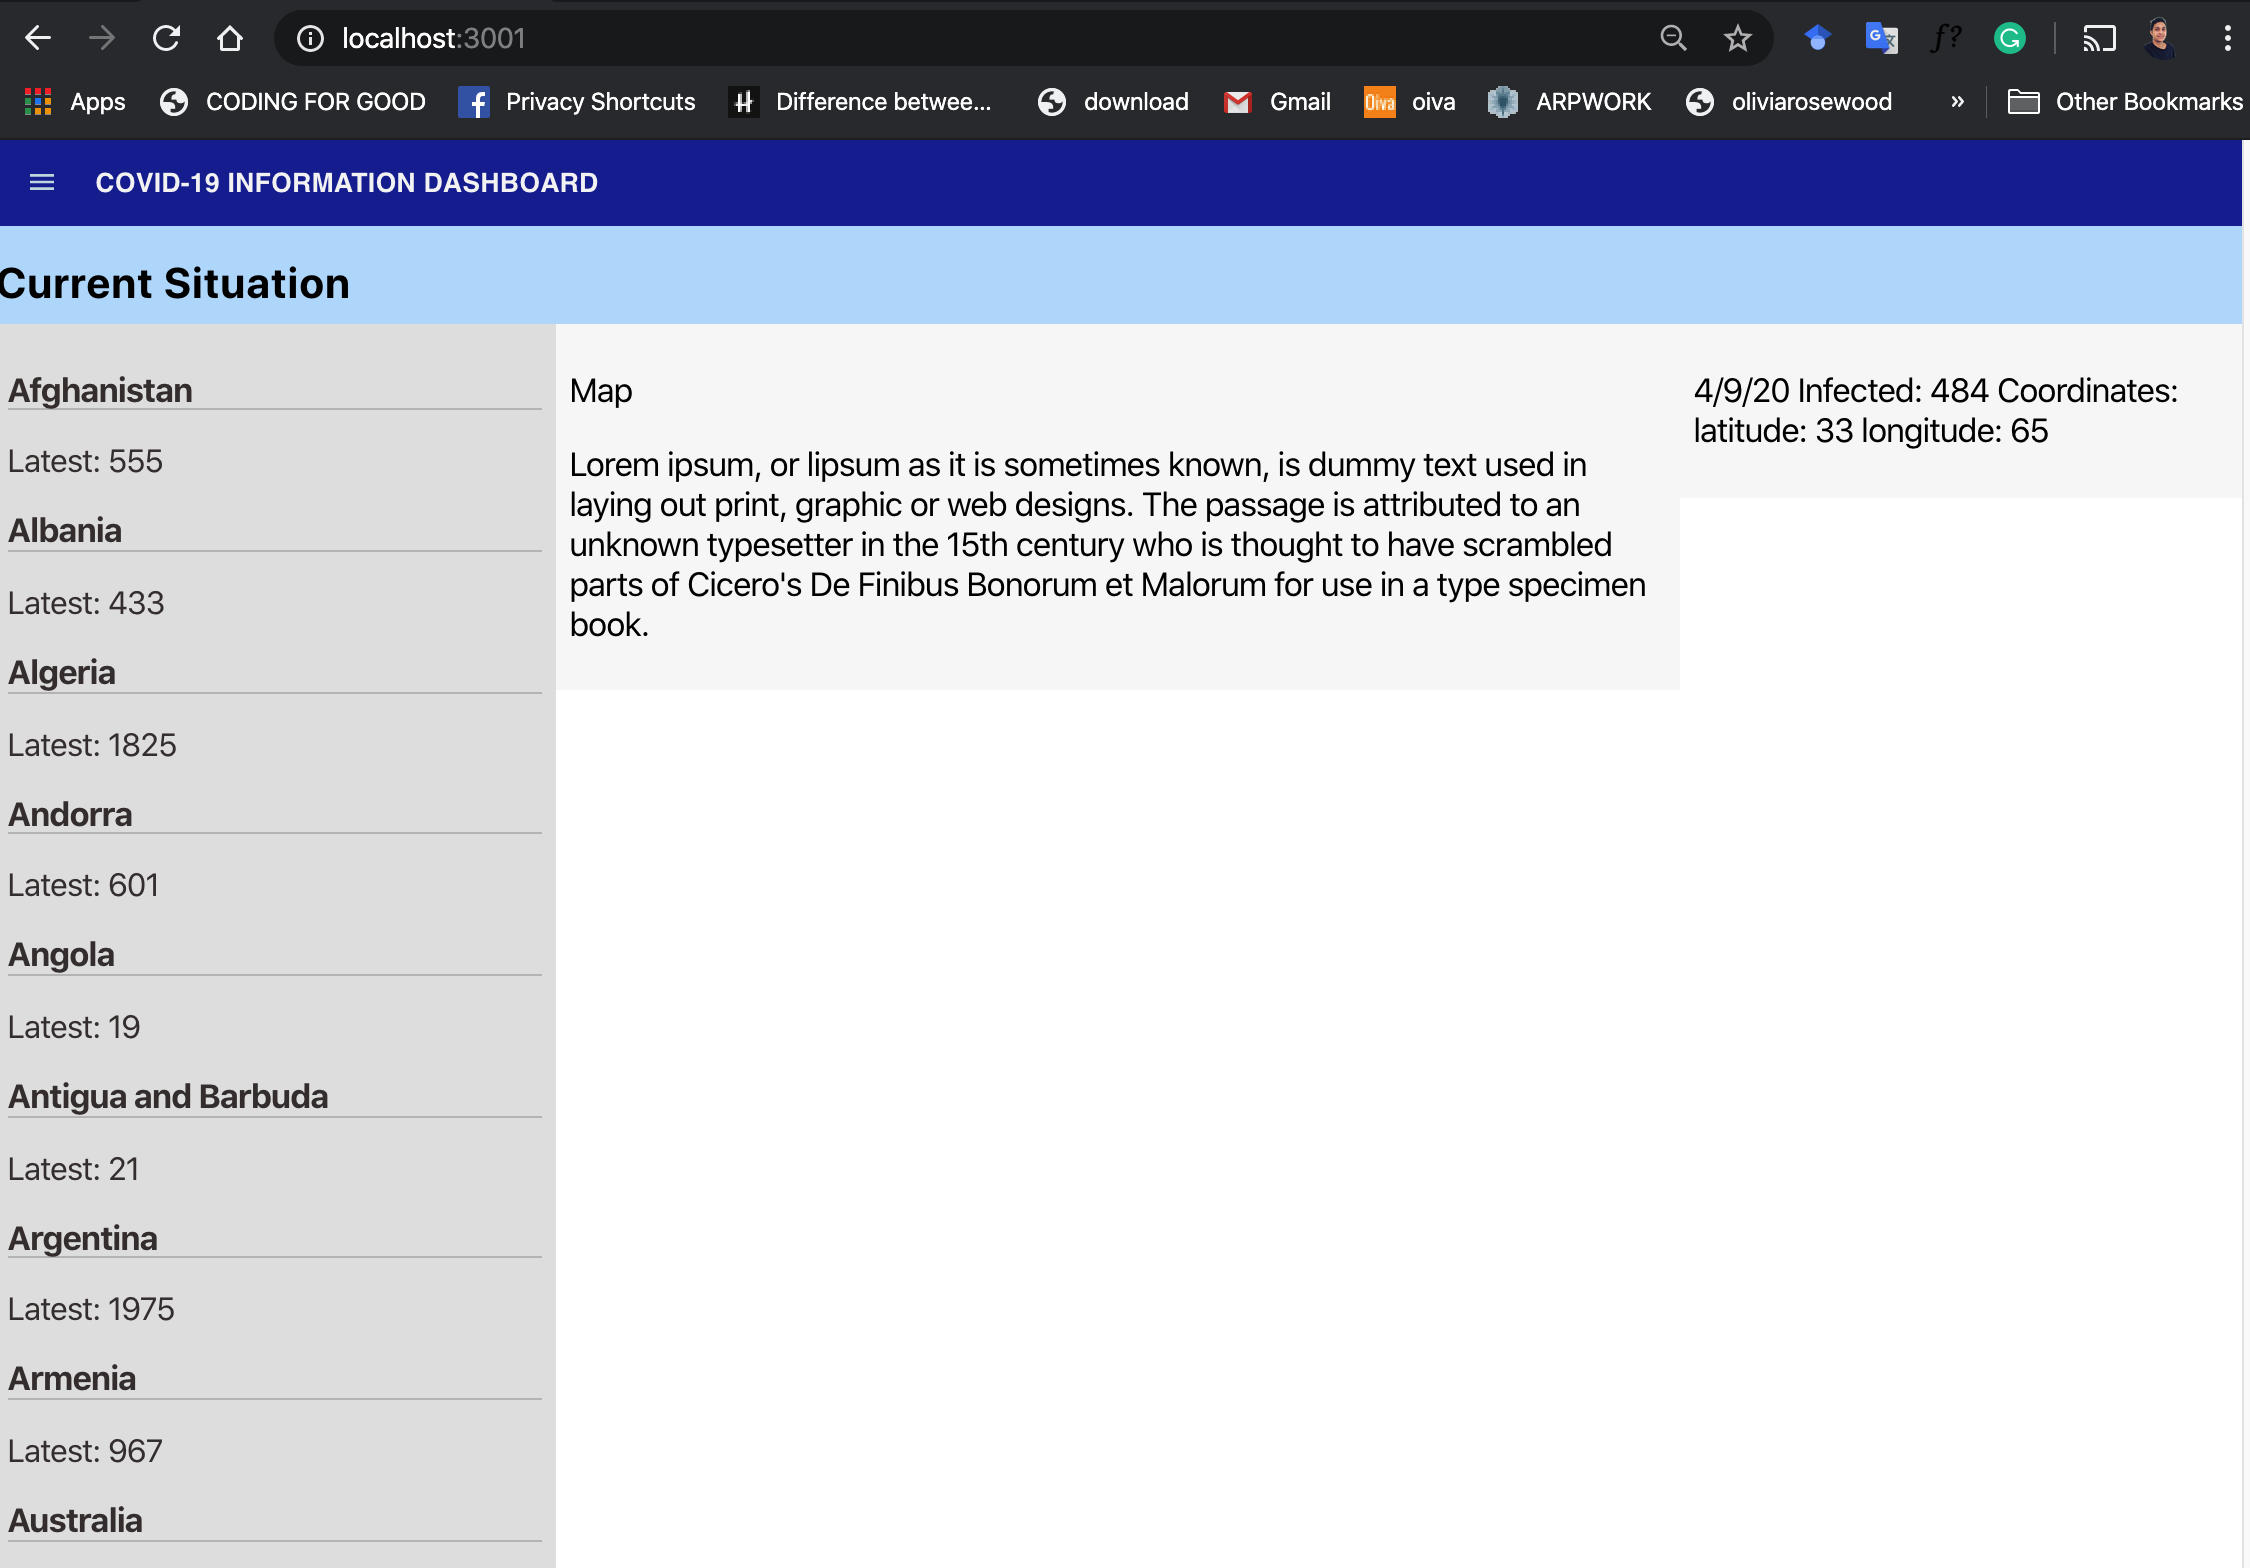 localhost:3001
f?
G
Apps
CODING FOR GOOD
Privacy Shortcuts
Difference betwee...
download
Gmail
Oiva oiva
ARPWORK
oliviarosewood
»
Other Bookmarks
COVID-19 INFORMATION DASHBOARD
Current Situation
Afghanistan
Latest: 555
Albania
Latest: 433
Algeria
Latest: 1825
Andorra
Latest: 601
Angola
Latest: 19
Antigua and Barbuda
Latest: 21
Argentina
Latest: 1975
Armenia
Latest: 967
Australia
Map
Lorem ipsum, or lipsum as it is sometimes known, is dummy text used in
laying out print, graphic or web designs. The passage is attributed to an
unknown typesetter in the 15th century who is thought to have scrambled
parts of Cicero's De Finibus Bonorum et Malorum for use in a type specimen
book.
4/9/20 Infected: 484 Coordinates:
latitude: 33 longitude: 65